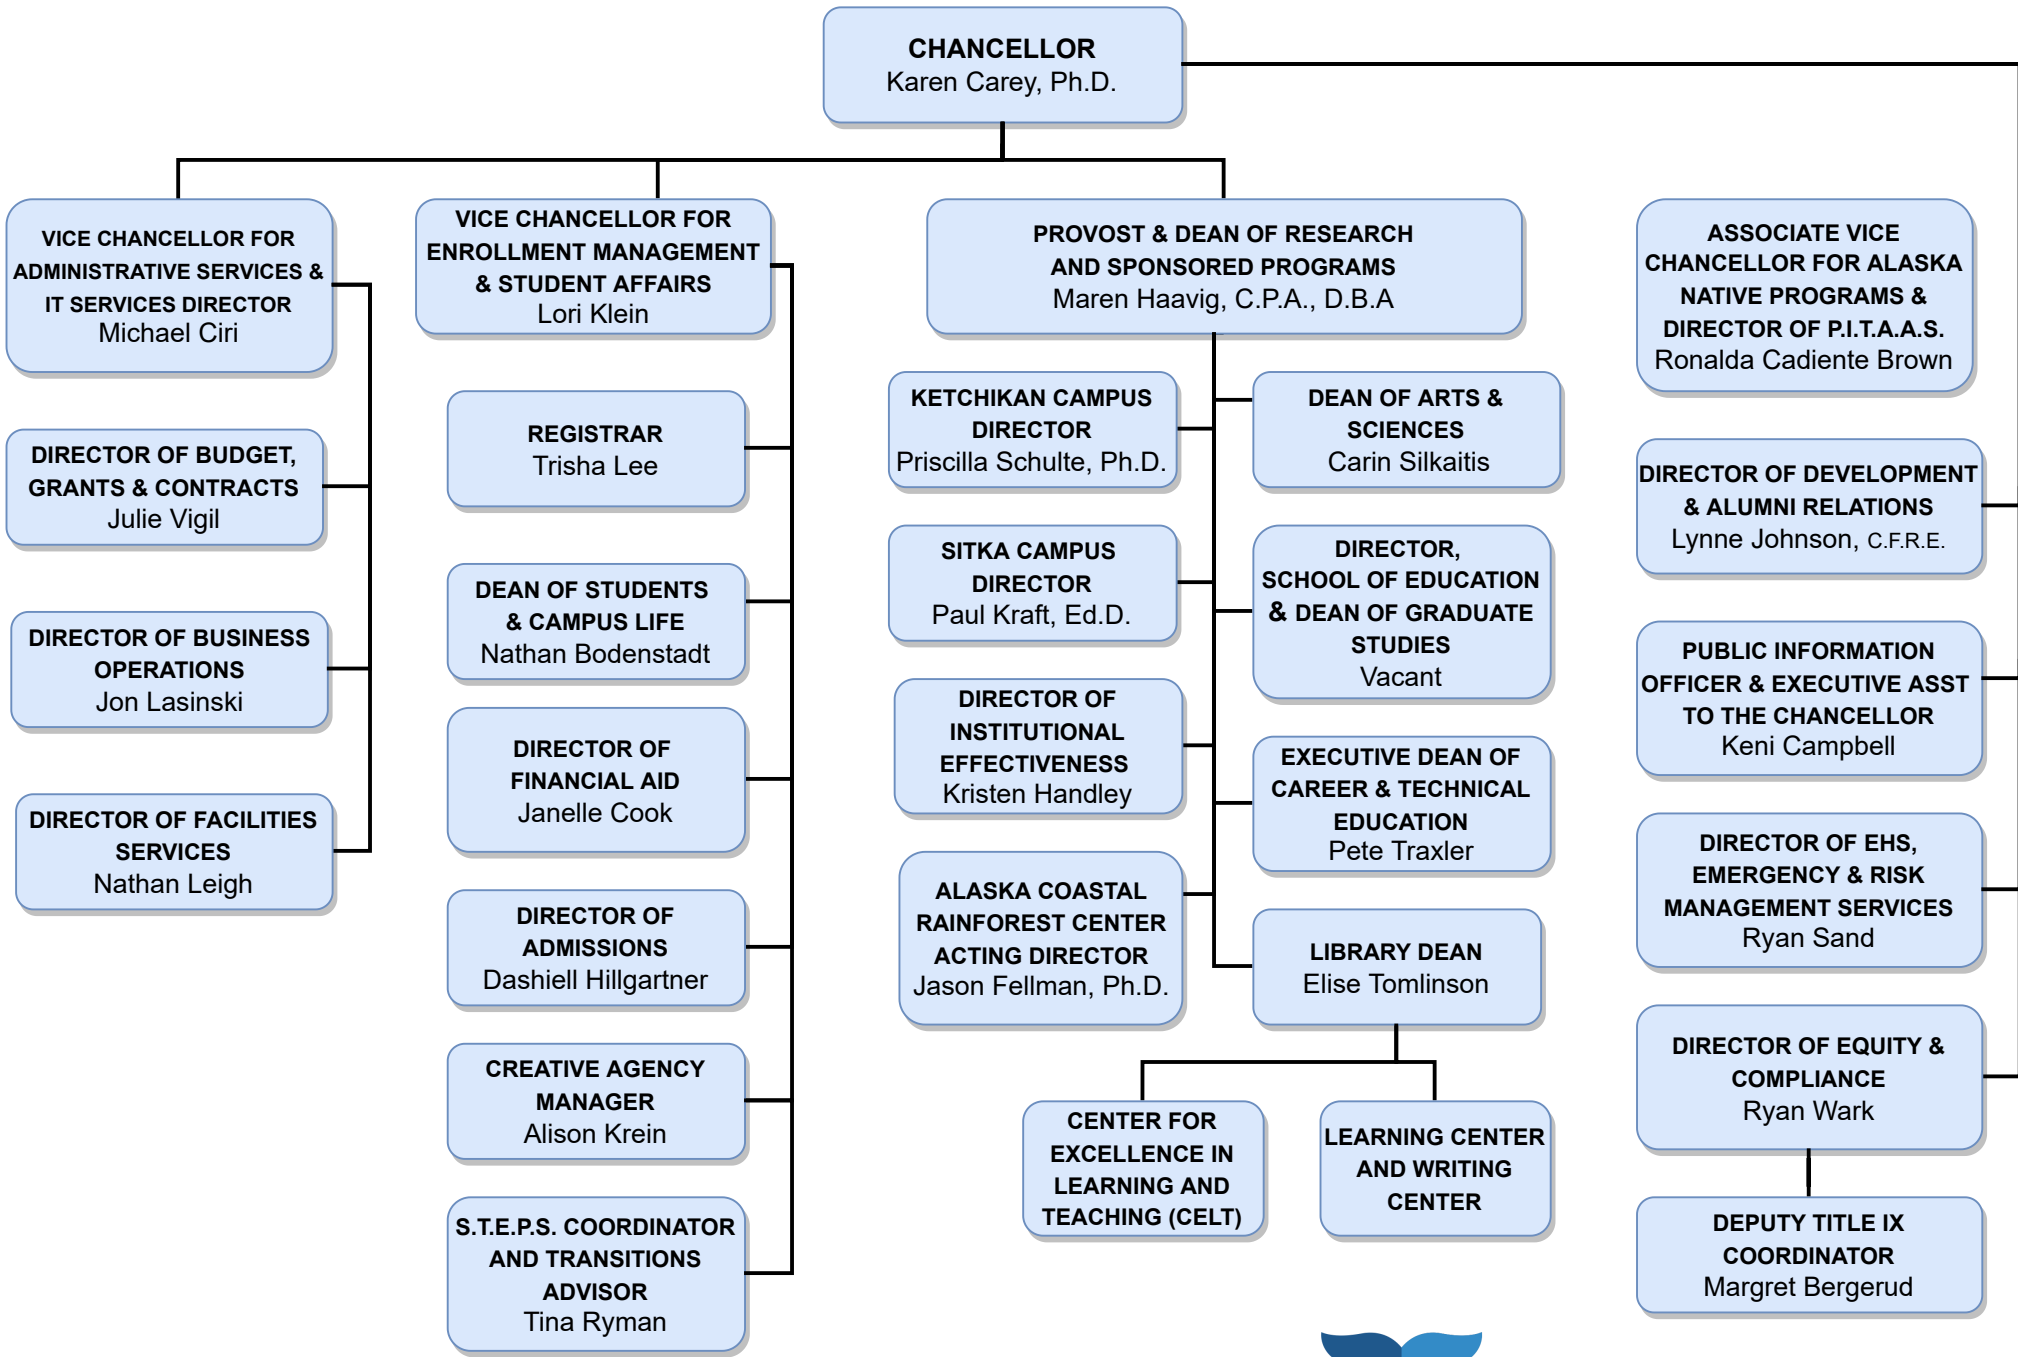 CHANCELLOR
Karen Carey, Ph.D.
VICE CHANCELLOR FOR
ADMINISTRATIVE SERVICES &
IT SERVICES DIRECTOR
Michael Ciri
DIRECTOR OF BUDGET,
GRANTS & CONTRACTS
Julie Vigil
DIRECTOR OF BUSINESS
OPERATIONS
Jon Lasinski
DIRECTOR OF FACILITIES
SERVICES
Nathan Leigh
VICE CHANCELLOR FOR
ENROLLMENT MANAGEMENT
& STUDENT AFFAIRS
Lori Klein
REGISTRAR
Trisha Lee
DEAN OF STUDENTS
& CAMPUS LIFE
Nathan Bodenstadt
DIRECTOR OF
FINANCIAL AID
Janelle Cook
DIRECTOR OF
ADMISSIONS
Dashiell Hillgartner
CREATIVE AGENCY
MANAGER
Alison Krein
S.T.E.P.S. COORDINATOR
AND TRANSITIONS
ADVISOR
Tina Ryman
PROVOST & DEAN OF RESEARCH
AND SPONSORED PROGRAMS
Maren Haavig, C.P.A., D.B.A
KETCHIKAN CAMPUS
DIRECTOR
Priscilla Schulte, Ph.D.
SITKA CAMPUS
DIRECTOR
Paul Kraft, Ed.D.
DIRECTOR OF
INSTITUTIONAL
EFFECTIVENESS
Kristen Handley
ALASKA COASTAL
RAINFOREST CENTER
ACTING DIRECTOR
Jason Fellman, Ph.D.
DEAN OF ARTS &
SCIENCES
Carin Silkaitis
DIRECTOR,
SCHOOL OF EDUCATION
& DEAN OF GRADUATE
STUDIES
Vacant
EXECUTIVE DEAN OF
CAREER & TECHNICAL
EDUCATION
Pete Traxler
LIBRARY DEAN
Elise Tomlinson
CENTER FOR
EXCELLENCE IN
LEARNING AND
TEACHING (CELT)
LEARNING CENTER
AND WRITING
CENTER
ASSOCIATE VICE
CHANCELLOR FOR ALASKA
NATIVE PROGRAMS &
DIRECTOR OF P.I.T.A.A.S.
Ronalda Cadiente Brown
DIRECTOR OF DEVELOPMENT
& ALUMNI RELATIONS
Lynne Johnson, C.F.R.E.
PUBLIC INFORMATION
OFFICER & EXECUTIVE ASST
TO THE CHANCELLOR
Keni Campbell
DIRECTOR OF EHS,
EMERGENCY & RISK
MANAGEMENT SERVICES
Ryan Sand
DIRECTOR OF EQUITY &
COMPLIANCE
Ryan Wark
DEPUTY TITLE IX
COORDINATOR
Margret Bergerud